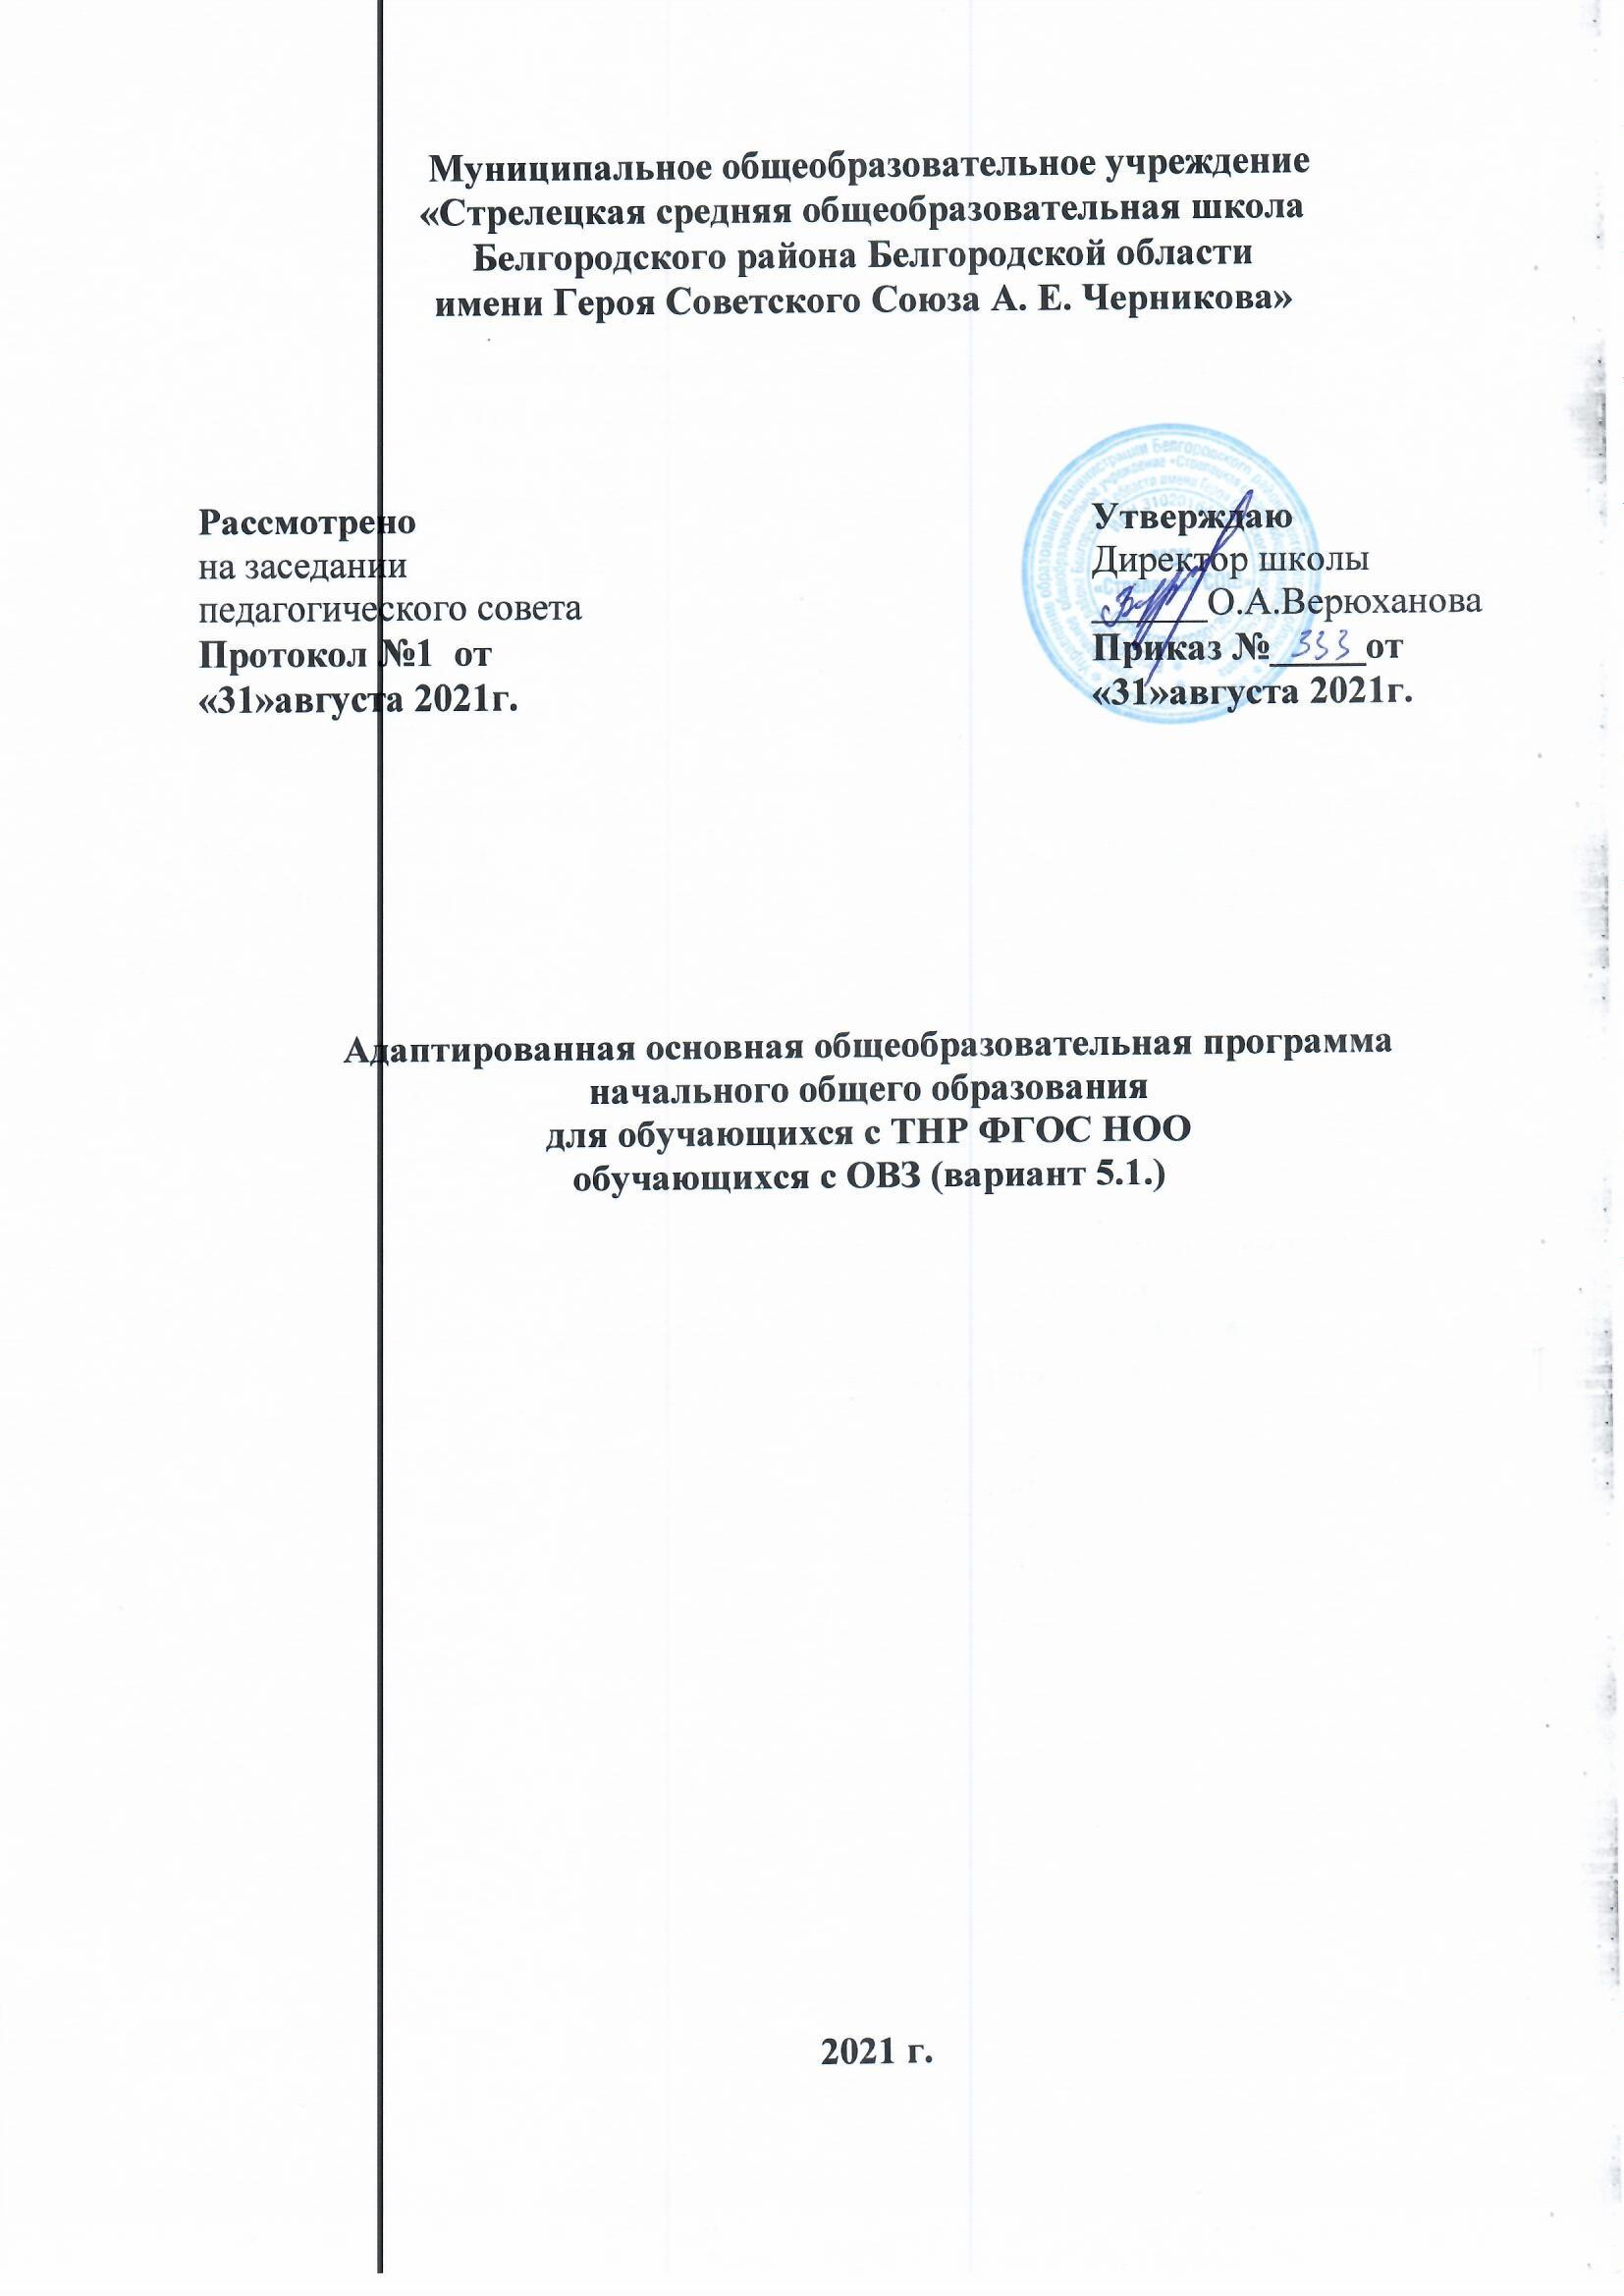 Муниципальное общеобразовательное учреждение
«Стрелецкая средняя общеобразовательная школа
Белгородского района Белгородской области
имени Героя Советского Союза А. Е. Черникова»
Рассмотрено
на заседании
педагогического совета
Протокол №1 от
«31»августа 2021г.
Утверждаю
Директор школы
______О.А.Верюханова
Приказ № 333 от
«31»августа 2021г.
Адаптированная основная общеобразовательная программа
начального общего образования
для обучающихся с ТНР ФГОС НОО
обучающихся с ОВЗ (вариант 5.1.)
2021 г.